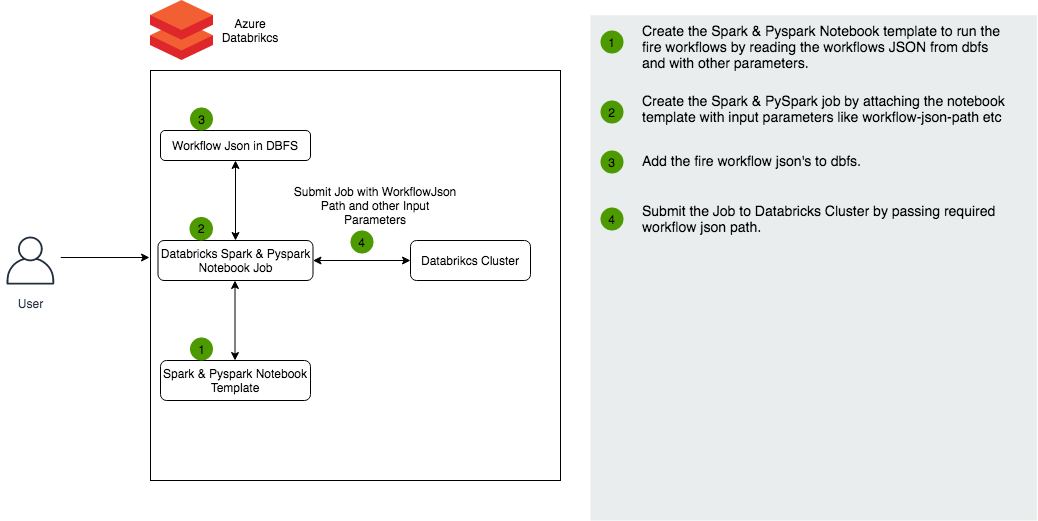 Azure
Databrikcs
3
Workflow Json in DBFS
Submit Job with WorkflowJson
Path and other Input
Parameters
2
4
Databricks Spark & Pyspark
Notebook Job
Databrikcs Cluster
User
1
Spark & Pyspark Notebook
Template
1
Create the Spark & Pyspark Notebook template to run the
fire workflows by reading the workflows JSON from dbfs
and with other parameters.
2
Create the Spark & PySpark job by attaching the notebook
template with input parameters like workflow-json-path etc
3
Add the fire workflow json's to dbfs.
4
Submit the Job to Databricks Cluster by passing required
workflow json path.